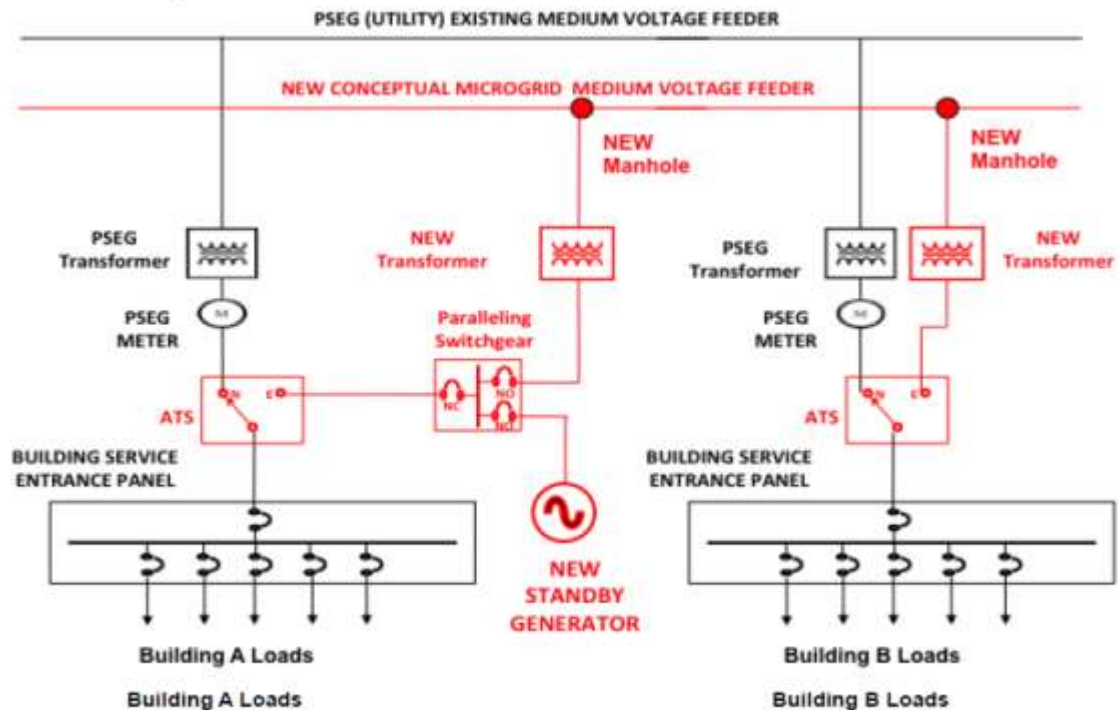 PSEG (UTILITY) EXISTING MEDIUM VOLTAGE FEEDER
NEW CONCEPTUAL MICROGRID MEDIUM VOLTAGE FEEDER
NEW
Manhole
NEW
Manhole
PSEG
Transformer
NEW
Transformer
PSEG
Transformer
NEW
Transformer
PSEG
METER
M
Paralleling
Switchgear
PSEG
METER
M
N
E
ATS
NC
NO
NO
N
E
ATS
BUILDING SERVICE
ENTRANCE PANEL
BUILDING SERVICE
ENTRANCE PANEL
NEW
STANDBY
GENERATOR
Building A Loads
Building B Loads
Building A Loads
Building B Loads